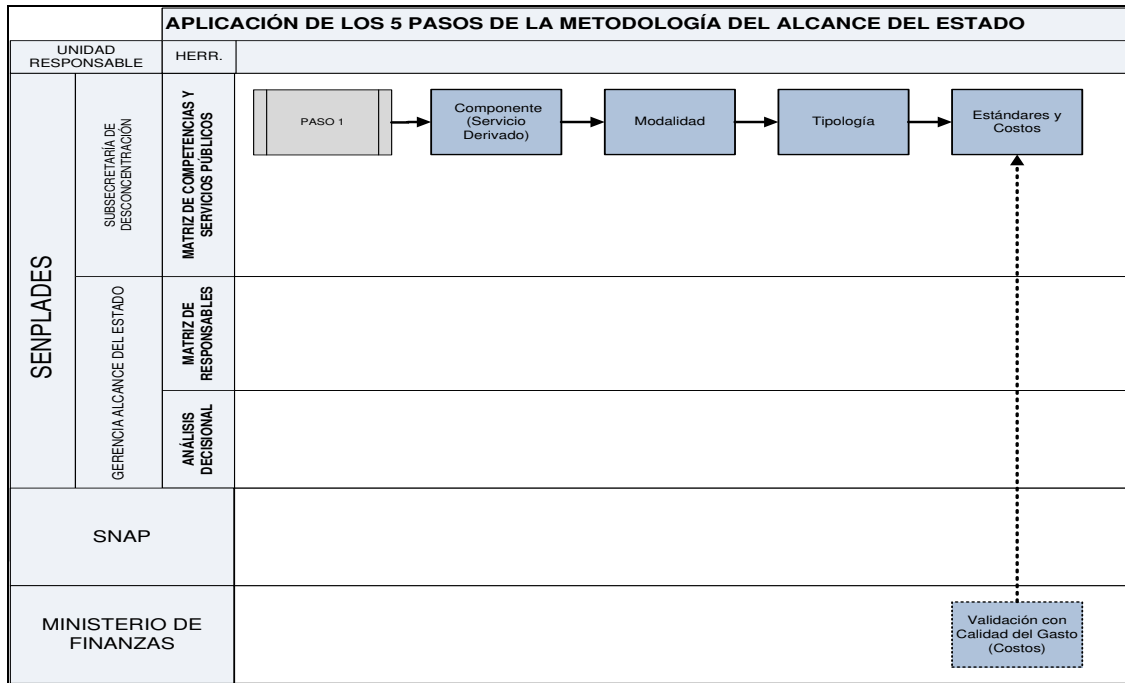 APLICACIÓN DE LOS 5 PASOS DE LA METODOLOGÍA DEL ALCANCE DEL ESTADO
UNIDAD
RESPONSABLE
HERR.
SENPLADES
SUBSECRETARÍA DE
DESCONCENTRACIÓN
MATRIZ DE COMPETENCIAS Y
SERVICIOS PÚBLICOS
PASO 1
Componente
(Servicio
Derivado)
Modalidad
Tipología
Estándares y
Costos
GERENCIA ALCANCE DEL ESTADO
MATRIZ DE
RESPONSABLES
ANÁLISIS
DECISIONAL
SNAP
MINISTERIO DE
FINANZAS
Validación con
Calidad del Gasto
(Costos)